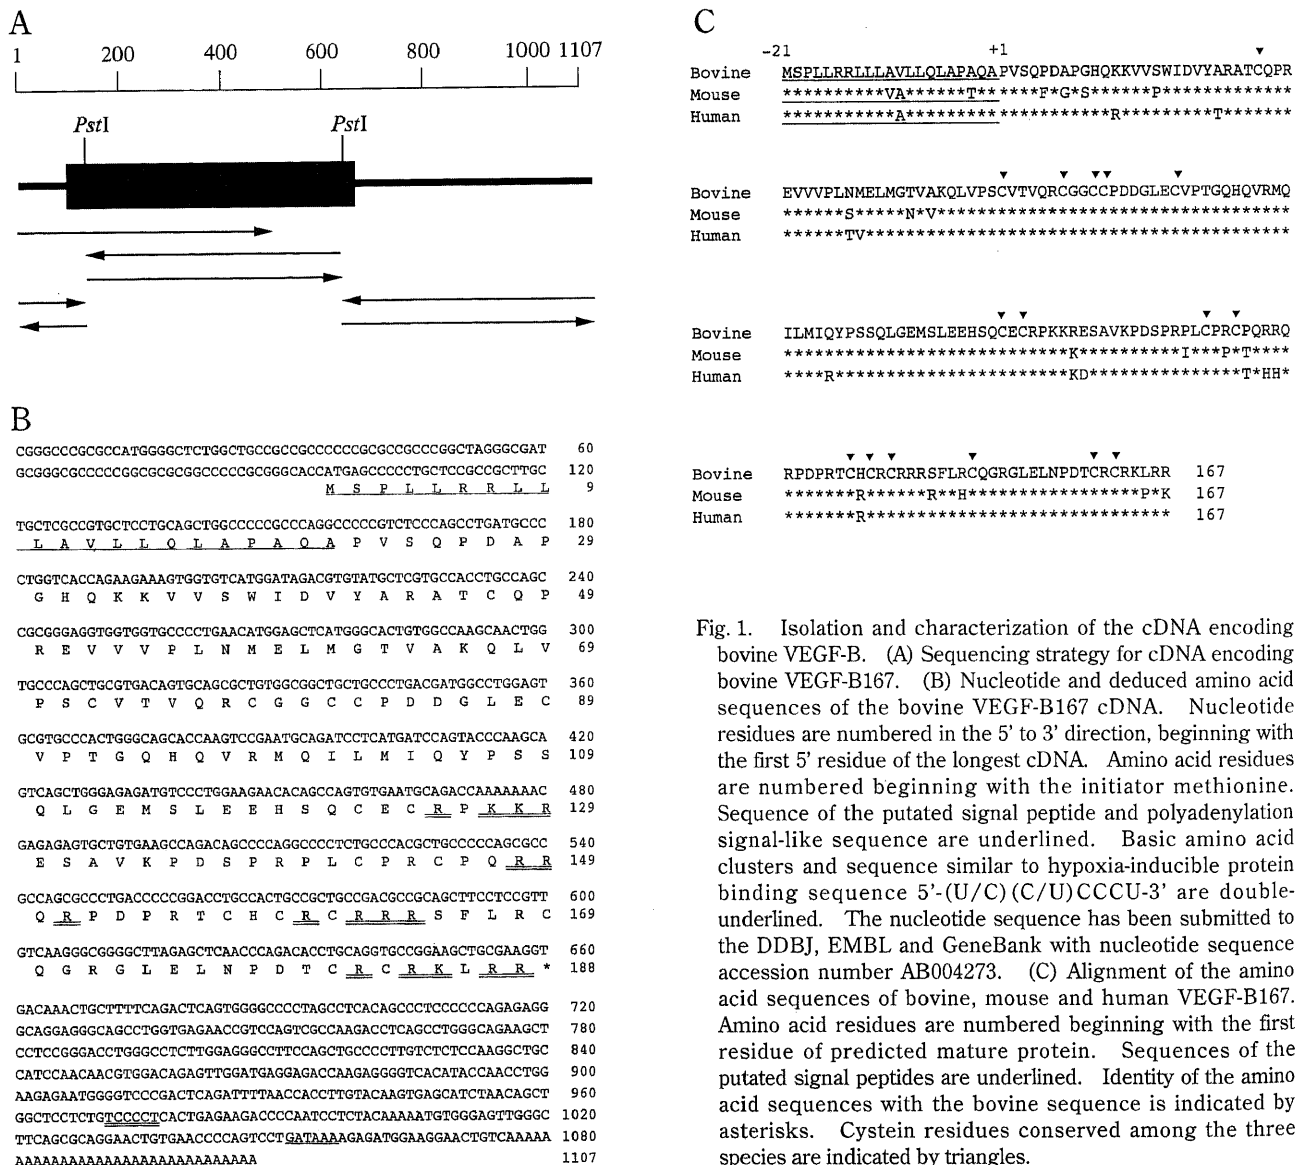 A
1 200 400 600 800 1000 1107
PstI PstI
B
CGGGCCCGCGCCATGGGGCTCTGGCTGCCGCCGCCCCCCCGCGCCGCCCGGCTAGGGCGAT 60
GCGGGCGCCCCCGGCGCGCGGCCCCCGCGGGCACCATGAGCCCCCTGCTCCGCCGCTTGC 120
M S P L L R R L L 9
TGCTCGCCGTGCTCCTGCAGCTGGCCCCCGCCCAGGCCCCCGTCTCCCAGCCTGATGCCC 180
L A V L L Q L A P A Q A P V S Q P D A P 29
CTGGTCACCAGAAGAAAGTGGTGTCATGGATAGACGTGTATGCTCGTGCCACCTGCCAGC 240
G H Q K K V V S W I D V Y A R A T C Q P 49
CGCGGGAGGTGGTGGTGCCCCTGAACATGGAGCTCATGGGCACTGTGGCCAAGCAACTGG 300
R E V V V P L N M E L M G T V A K Q L V 69
TGCCCAGCTGCGTGACAGTGCAGCGCTGTGGCGGCTGCTGCCCTGACGATGGCCTGGAGT 360
P S C V T V Q R C G G C C P D D G L E C 89
GCGTGCCCACTGGGCAGCACCAAGTCCGAATGCAGATCCTCATGATCCAGTACCCAAGCA 420
V P T G Q H Q V R M Q I L M I Q Y P S S 109
GTCAGCTGGGAGAGATGTCCCTGGAAGAACACAGCCAGTGTGAATGCAGACCAAAAAAAC 480
Q L G E M S L E E H S Q C E C R P K K R 129
GAGAGAGTGCTGTGAAGCCAGACAGCCCCAGGCCCCTCTGCCCACGCTGCCCCCAGCGCC 540
E S A V K P D S P R P L C P R C P Q R R 149
GCCAGCGCCCTGACCCCCGGACCTGCCACTGCCGCTGCCGACGCCGCAGCTTCCTCCGTT 600
Q R P D P R T C H C R C R R R S F L R C 169
GTCAAGGGCGGGGCTTAGAGCTCAACCCAGACACCTGCAGGTGCCGGAAGCTGCGAAGGT 660
Q G R G L E L N P D T C R C R K L R R * 188
GACAAACTGCTTTTCAGACTCAGTGGGGCCCCTAGCCTCACAGCCCTCCCCCCAGAGAGG 720
GCAGGAGGGCAGCCTGGTGAGAACCGTCCAGTCGCCAAGACCTCAGCCTGGGCAGAAGCT 780
CCTCCGGGACCTGGGCCTCTTGGAGGGCCTTCCAGCTGCCCCTTGTCTCTCCAAGGCTGC 840
CATCCAACAACGTGGACAGAGTTGGATGAGGAGACCAAGAGGGGTCACATACCAACCTGG 900
AAGAGAATGGGGTCCCGACTCAGATTTTAACCACCTTGTACAAGTGAGCATCTAACAGCT 960
GGCTCCTCTGTCCCCTCACTGAGAAGACCCCAATCCTCTACAAAAATGTGGGAGTTGGGC 1020
TTCAGCGCAGGAACTGTGAACCCCAGTCCTGATAAAAGAGATGGAAGGAACTGTCAAAAA 1080
AAAAAAAAAAAAAAAAAAAAAAAAAAA 1107
C
-21 +1
Bovine MSPLLRRLLLAVLLQLAPAQAPVSQPDAPGHQKKVVSWIDVYARATCQPR
Mouse **********VA******T********F*G*S******P************
Human ***********A********************R*********T*******
Bovine EVVVPLNMELMGTVAKQLVPSCVTVQRCGGCCPDDGLECVPTGQHQVRMQ
Mouse ******S*****N*V***********************************
Human ******TV******************************************
Bovine ILMIQYPSSQLGEMSLEEHSQCECRPKKRESAVKPDSPRPLCPRCPQRRQ
Mouse ****************************K**********I***P*T****
Human ****R***********************KD***************T*HH*
Bovine RPDPRTCHCRCRRRSFLRCQGRGLELNPDTCRCRKLRR 167
Mouse *******R******R**H*****************P*K 167
Human *******R****************************** 167
Fig. 1. Isolation and characterization of the cDNA encoding
bovine VEGF-B. (A) Sequencing strategy for cDNA encoding
bovine VEGF-B167. (B) Nucleotide and deduced amino acid
sequences of the bovine VEGF-B167 cDNA. Nucleotide
residues are numbered in the 5' to 3' direction, beginning with
the first 5' residue of the longest cDNA. Amino acid residues
are numbered beginning with the initiator methionine.
Sequence of the putated signal peptide and polyadenylation
signal-like sequence are underlined. Basic amino acid
clusters and sequence similar to hypoxia-inducible protein
binding sequence 5'-(U/C)(C/U)CCCU-3' are double-
underlined. The nucleotide sequence has been submitted to
the DDBJ, EMBL and GeneBank with nucleotide sequence
accession number AB004273. (C) Alignment of the amino
acid sequences of bovine, mouse and human VEGF-B167.
Amino acid residues are numbered beginning with the first
residue of predicted mature protein. Sequences of the
putated signal peptides are underlined. Identity of the amino
acid sequences with the bovine sequence is indicated by
asterisks. Cystein residues conserved among the three
species are indicated by triangles.